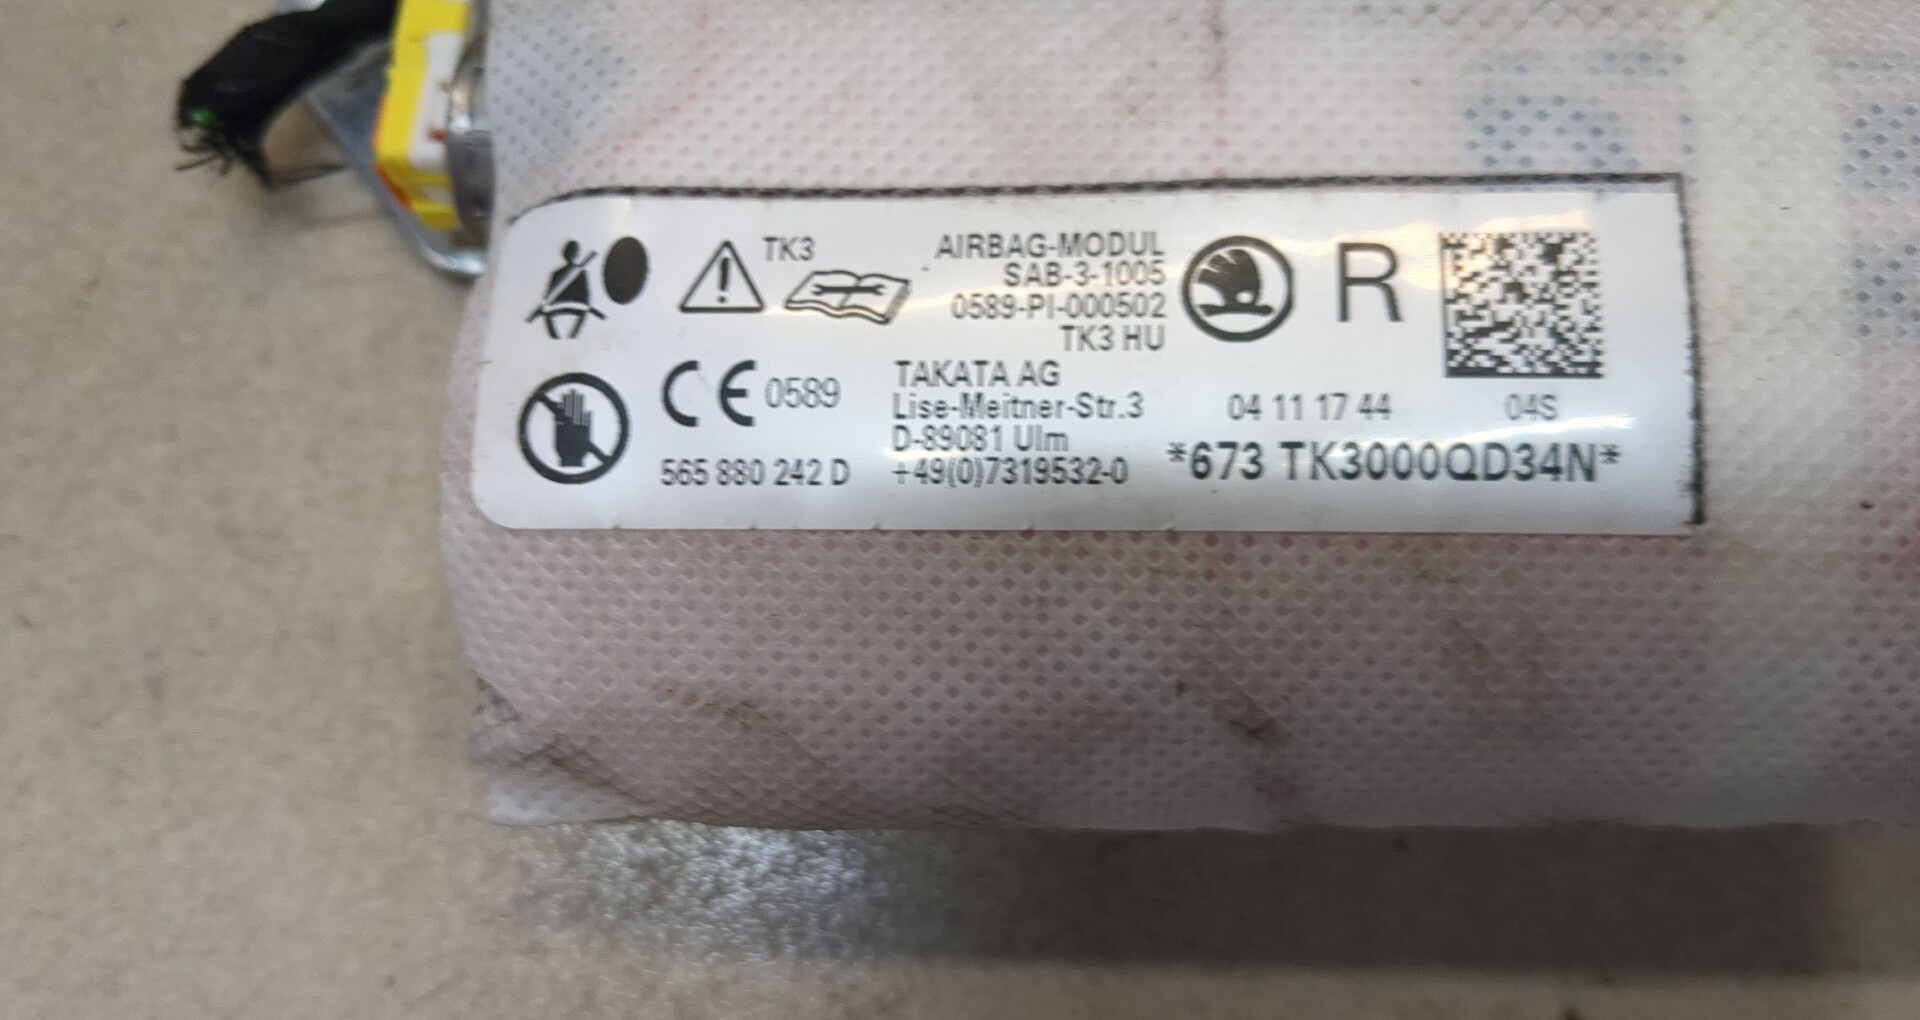 TK3
AIRBAG-MODUL
SAB-3-1005
0589-PI-000502
TK3 HU
R
CE 0589
TAKATA AG
Lise-Meitner-Str.3
D-89081 Ulm
+49(0)7319532-0
565 880 242 D
04 11 17 44
04S
*673 TK3000QD34N*